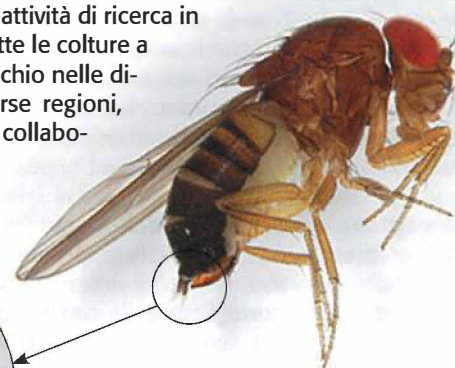 attività di ricerca in
tte le colture a
chio nelle di-
rse regioni,
collabo-